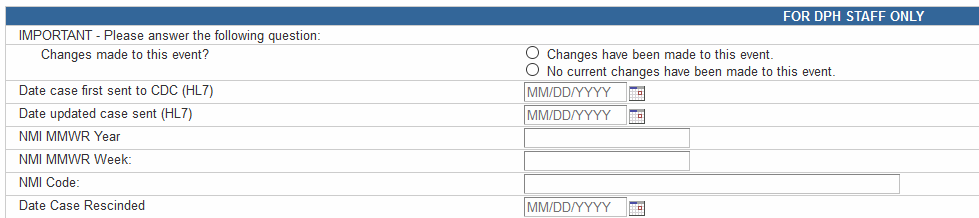 FOR DPH STAFF ONLY
IMPORTANT - Please answer the following question:
Changes made to this event?
Changes have been made to this event.
No current changes have been made to this event.
Date case first sent to CDC (HL7) MM/DD/YYYY
Date updated case sent (HL7) MM/DD/YYYY
NMI MMWR Year
NMI MMWR Week:
NMI Code:
Date Case Rescinded MM/DD/YYYY